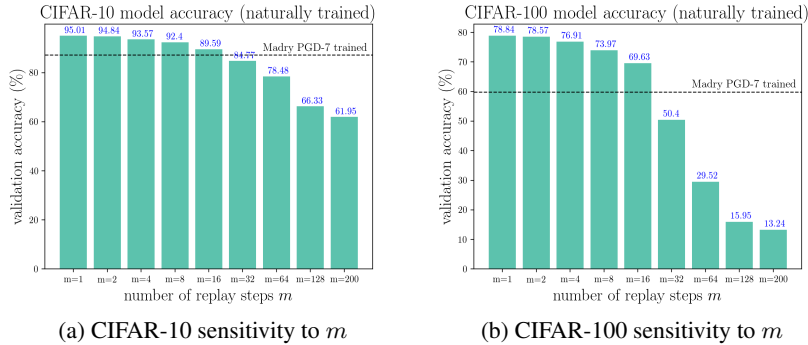 CIFAR-10 model accuracy (naturally trained)
validation accuracy (%)
80
60
40
20
0
95.01
94.84
93.57
92.4
89.59
84.77
78.48
66.33
61.95
Madry PGD-7 trained
m=1 m=2 m=4 m=8 m=16 m=32 m=64 m=128 m=200
number of replay steps m
(a) CIFAR-10 sensitivity to m
CIFAR-100 model accuracy (naturally trained)
validation accuracy (%)
80
70
60
50
40
30
20
10
0
78.84
78.57
76.91
73.97
69.63
50.4
29.52
15.95
13.24
Madry PGD-7 trained
m=1 m=2 m=4 m=8 m=16 m=32 m=64 m=128 m=200
number of replay steps m
(b) CIFAR-100 sensitivity to m